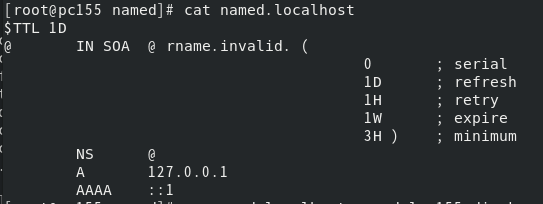 [root@pc155 named]# cat named.localhost
$TTL 1D
@ IN SOA @ rname.invalid. (
0 ; serial
1D ; refresh
1H ; retry
1W ; expire
3H ) ; minimum
NS @
A 127.0.0.1
AAAA ::1